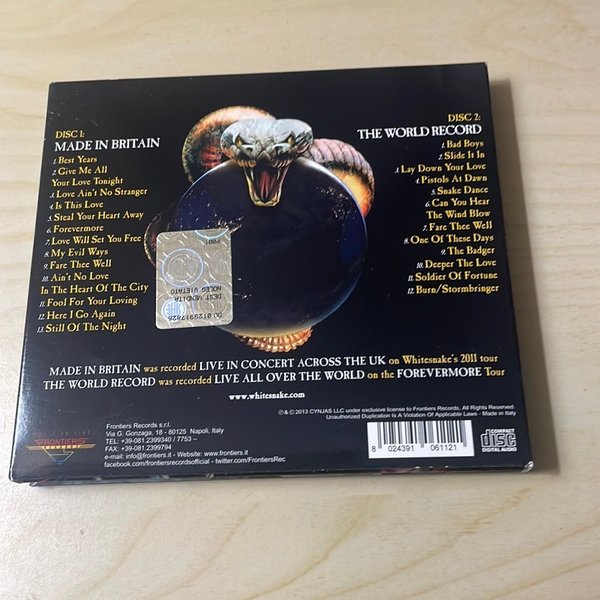 DISC 1:
MADE IN BRITAIN
1. Best Years
2. Give Me All
Your Love Tonight
3. Love Ain't No Stranger
4. Is This Love
5. Steal Your Heart Away
6. Forevermore
7. Love Will Set You Free
8. My Evil Ways
9. Fare Thee Well
10. Ain't No Love
In The Heart Of The City
11. Fool For Your Loving
12. Here I Go Again
13. Still Of The Night
DISC 2:
THE WORLD RECORD
1. Bad Boys
2. Slide It In
3. Lay Down Your Love
4. Pistols At Dawn
5. Snake Dance
6. Can You Hear
The Wind Blow
7. Fare Thee Well
8. One Of These Days
9. The Badger
10. Deeper The Love
11. Soldier Of Fortune
12. Burn/Stormbringer
P001
DEST. VENDITA
NOLEG. VIETATO
MADE IN BRITAIN was recorded LIVE IN CONCERT ACROSS THE UK on Whitesnake's 2011 tour
THE WORLD RECORD was recorded LIVE ALL OVER THE WORLD on the FOREVERMORE Tour
www.whitesnake.com
℗ & © 2013 CYNJAS LLC under exclusive license to Frontiers Records. All Rights Reserved.
Unauthorized Duplication Is A Violation Of Applicable Laws - Made in Italy
FRONTIERS
RECORDS
Frontiers Records s.r.l.
Via G. Gonzaga, 18 - 80125 Napoli, Italy
TEL: +39-081.2399340 / 7753 –
FAX: +39-081.2399794
e-mail: info@frontiers.it - Website: www.frontiers.it
facebook.com/frontiersrecordsofficial - twitter.com/FrontiersRec
8 024391 061121
COMPACT
disc
DIGITAL AUDIO